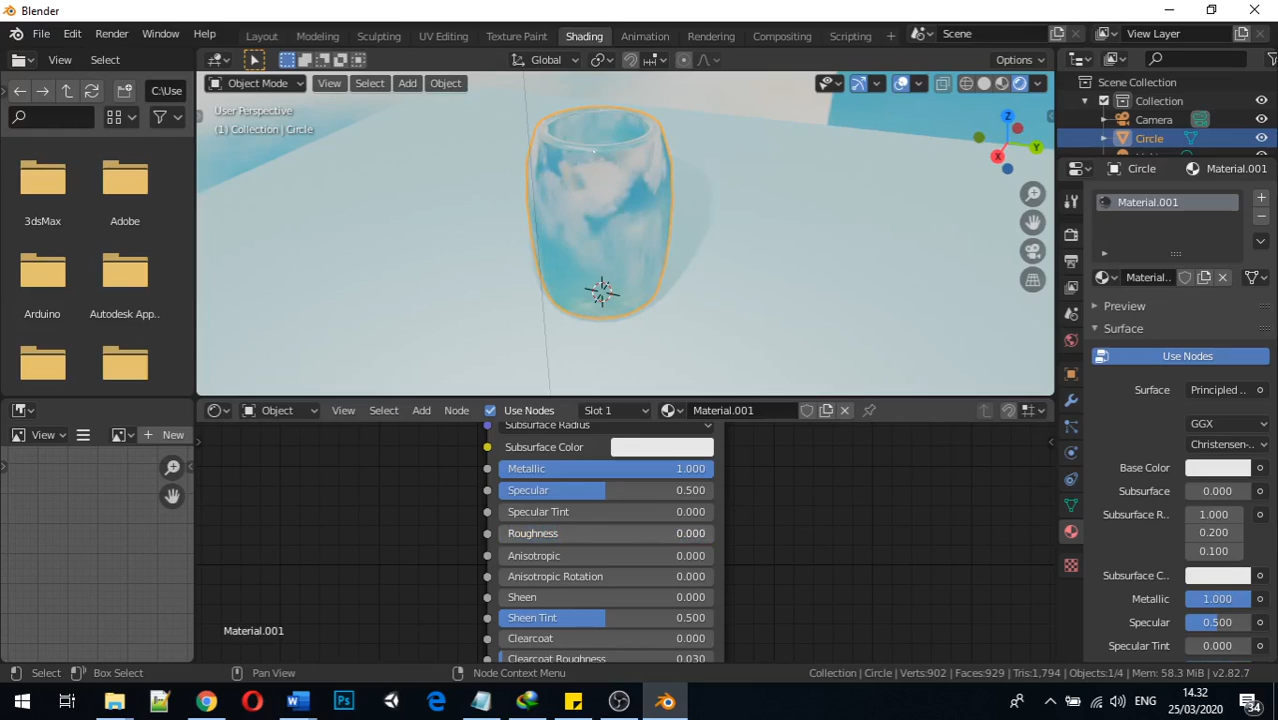 Blender
File Edit Render Window Help
Layout Modeling Sculpting UV Editing Texture Paint Shading Animation Rendering Compositing Scripting
Scene
View Layer
View Select
Global
Options
C:\Use
Object Mode View Select Add Object
User Perspective
(1) Collection | Circle
X
Y
Z
Scene Collection
Collection
Camera
Circle
Circle Material.001
Material.001
3dsMax Adobe
Arduino Autodesk App..
Material..
Preview
Surface
Use Nodes
Surface Principled ..
GGX
Christensen-..
Base Color
Subsurface 0.000
Subsurface R.. 1.000
0.200
0.100
Subsurface C..
Metallic 1.000
Specular 0.500
Specular Tint 0.000
Object View Select Add Node Use Nodes Slot 1 Material.001
View New
Subsurface Radius
Subsurface Color
Metallic 1.000
Specular 0.500
Specular Tint 0.000
Roughness 0.000
Anisotropic 0.000
Anisotropic Rotation 0.000
Sheen 0.000
Sheen Tint 0.500
Clearcoat 0.000
Clearcoat Roughness 0.030
Material.001
Select Box Select Pan View Node Context Menu
Collection | Circle | Verts:902 | Faces:929 | Tris:1,794 | Objects:1/4 | Mem: 58.3 MiB | v2.82.7
ENG
14.32
25/03/2020
34